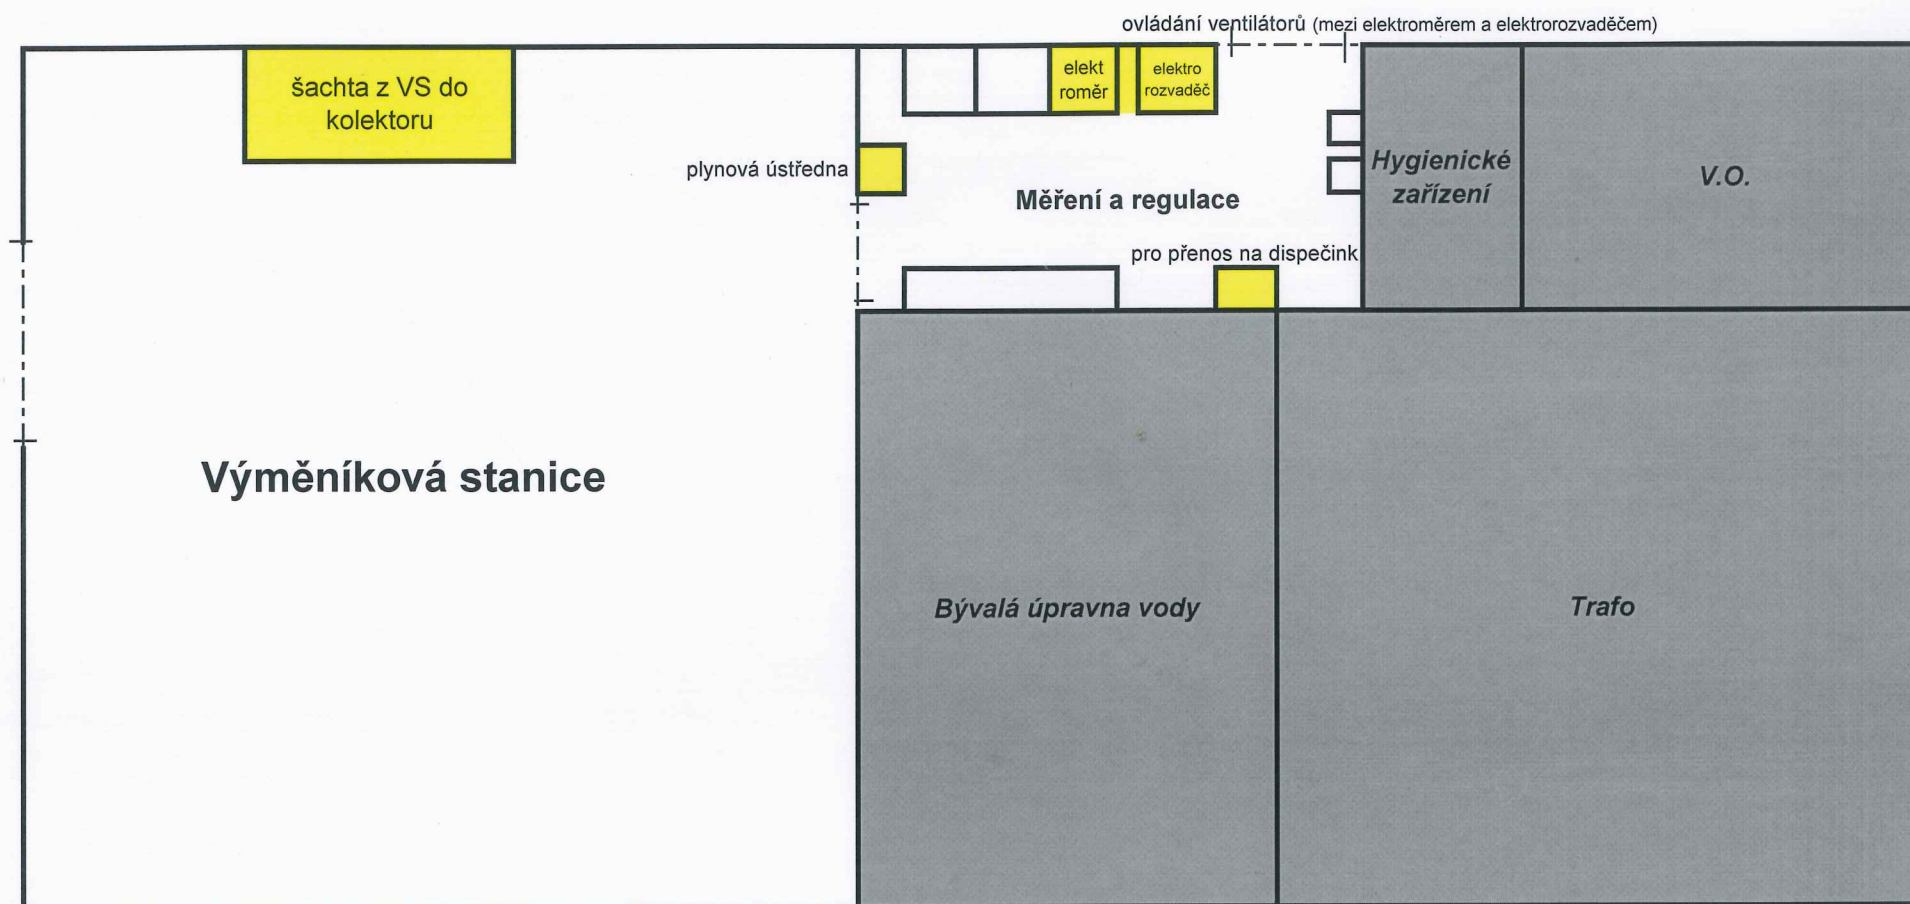 ovládání ventilátorů (mezi elektroměrem a elektrorozvaděčem)
šachta z VS do
kolektoru
elekt
roměr
elektro
rozvaděč
plynová ústředna
Měření a regulace
Hygienické
zařízení
V.O.
pro přenos na dispečink
Výměníková stanice
Bývalá úpravna vody
Trafo